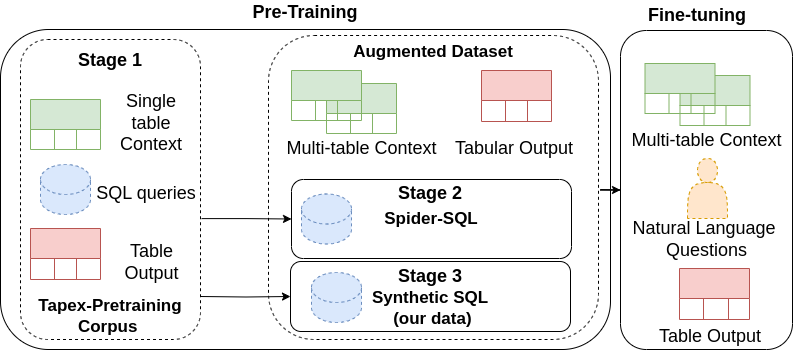 Pre-Training
Stage 1
Single
table
Context
SQL queries
Table
Output
Tapex-Pretraining
Corpus
Augmented Dataset
Multi-table Context
Tabular Output
Stage 2
Spider-SQL
Stage 3
Synthetic SQL
(our data)
Fine-tuning
Multi-table Context
Natural Language
Questions
Table Output